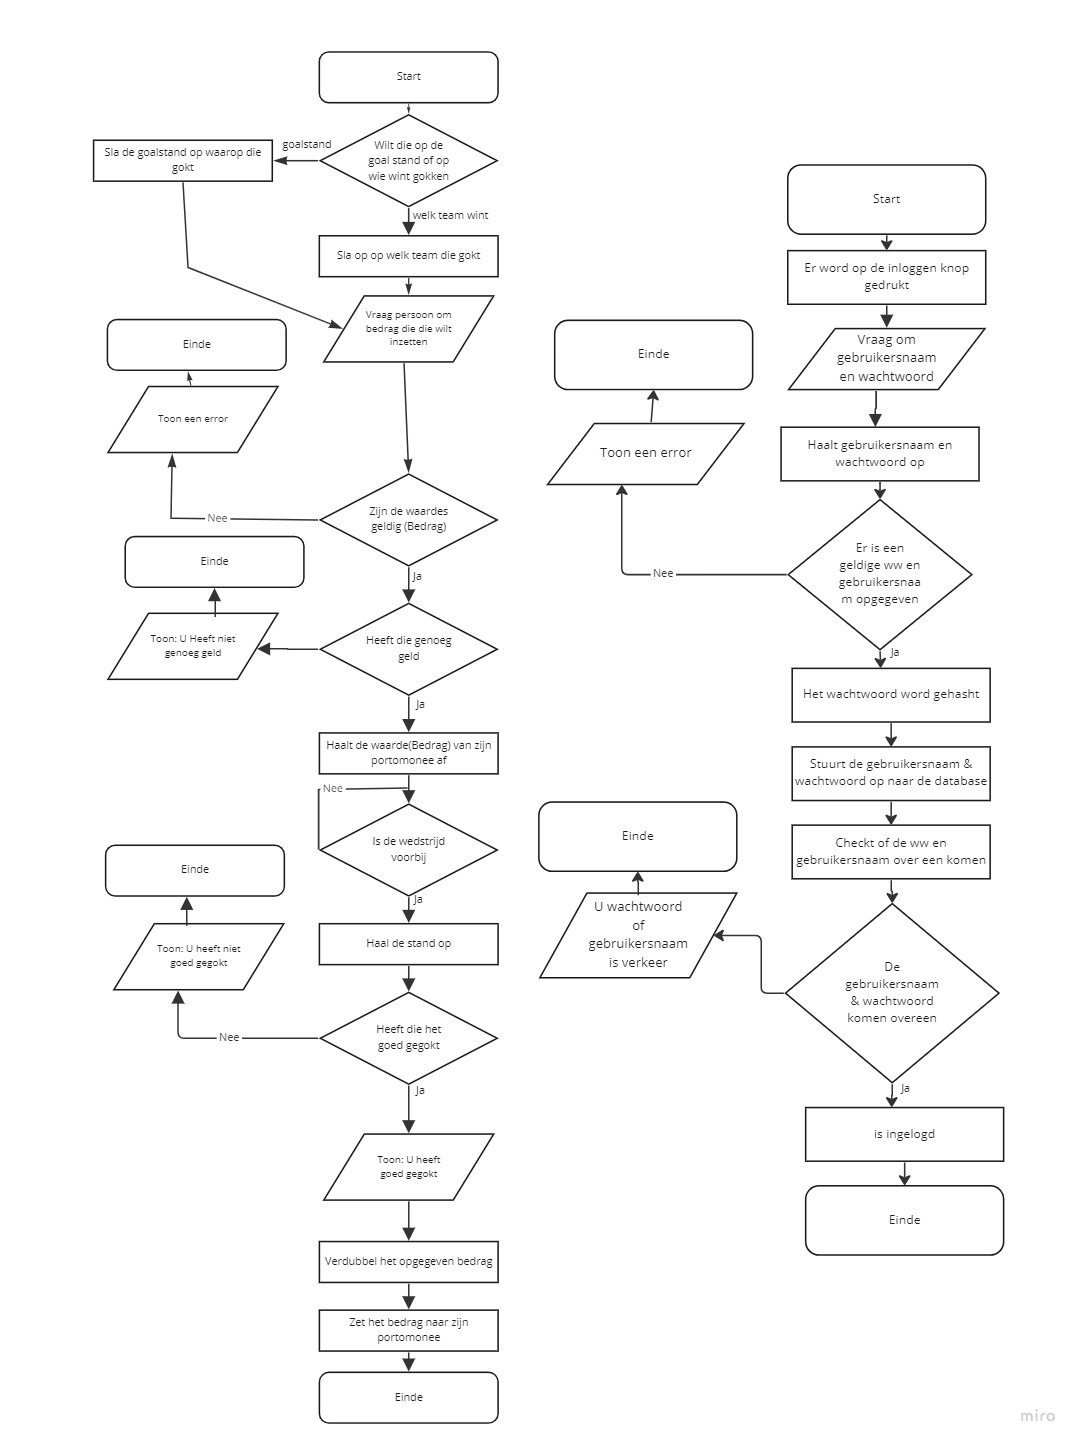 Start
Wilt die op de
goal stand of op
wie wint gokken
goalstand
Sla de goalstand op waarop die
gokt
welk team wint
Sla op op welk team die gokt
Vraag persoon om
bedrag die die wilt
inzetten
Einde
Toon een error
Nee
Zijn de waardes
geldig (Bedrag)
Ja
Einde
Toon: U Heeft niet
genoeg geld
Heeft die genoeg
geld
Ja
Haalt de waarde(Bedrag) van zijn
portomonee af
Nee
Is de wedstrijd
voorbij
Ja
Einde
Toon: U heeft niet
goed gegokt
Haal de stand op
Nee
Heeft die het
goed gegokt
Ja
Toon: U heeft
goed gegokt
Verdubbel het opgegeven bedrag
Zet het bedrag naar zijn
portomonee
Einde
Start
Er word op de inloggen knop
gedrukt
Vraag om
gebruikersnaam
en wachtwoord
Haalt gebruikersnaam en
wachtwoord op
Einde
Toon een error
Nee
Er is een
geldige ww en
gebruikersnaa
m opgegeven
Ja
Het wachtwoord word gehasht
Stuurt de gebruikersnaam &
wachtwoord op naar de database
Checkt of de ww en
gebruikersnaam over een komen
Einde
U wachtwoord
of
gebruikersnaam
is verkeer
De
gebruikersnaam
& wachtwoord
komen overeen
Ja
is ingelogd
Einde
miro